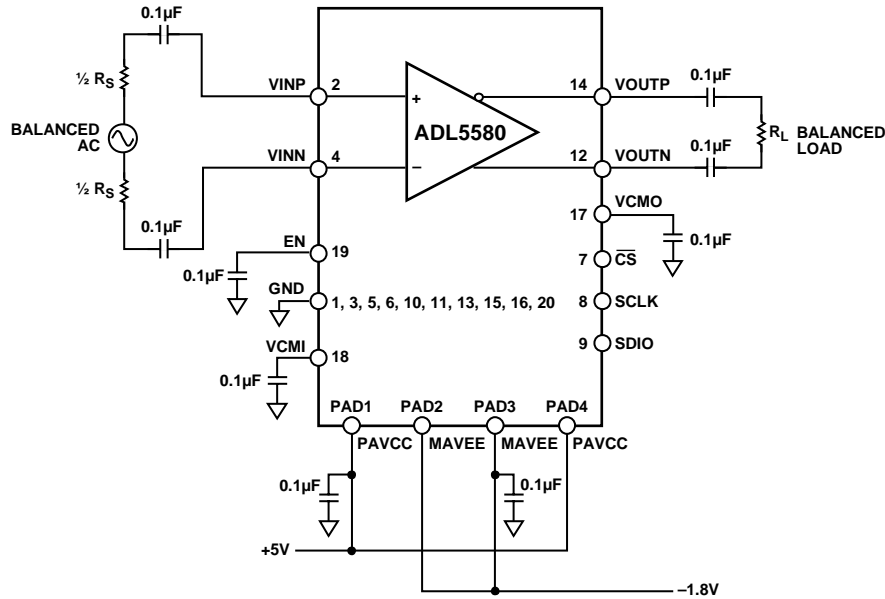 0.1µF
½ RS
VINP
2
14
VOUTP
0.1µF
+
ADL5580
BALANCED
AC
RL
BALANCED
LOAD
VINN
4
–
12
VOUTN
0.1µF
½ RS
0.1µF
17
VCMO
0.1µF
EN
19
0.1µF
7
CS
GND
1, 3, 5, 6, 10, 11, 13, 15, 16, 20
8
SCLK
VCMI
18
9
SDIO
0.1µF
PAD1
PAD2
PAD3
PAD4
PAVCC
MAVEE
MAVEE
PAVCC
0.1µF
0.1µF
+5V
–1.8V